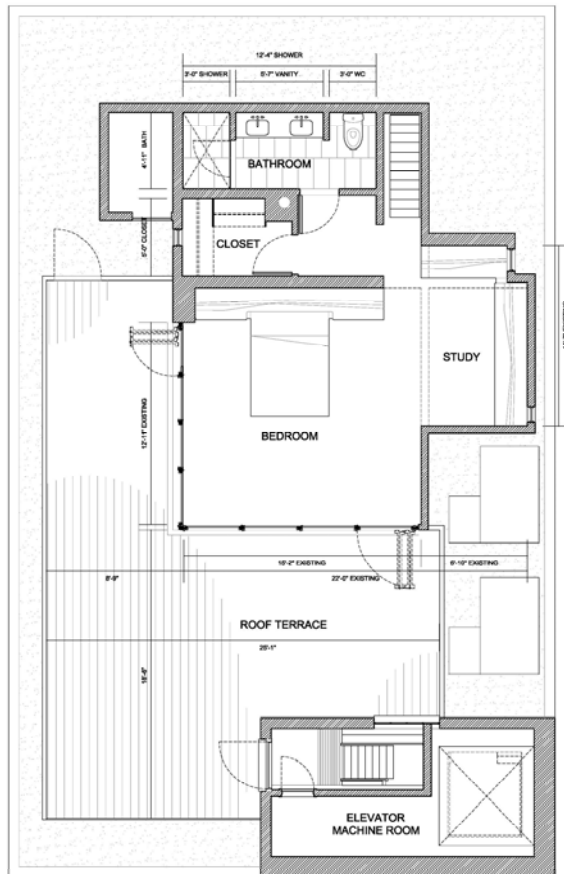 12'-4" SHOWER
3'-0" SHOWER
5'-7" VANITY
3'-0" WC
4'-11" BATH
BATHROOM
5'-0" CLOSET
CLOSET
STUDY
BEDROOM
12'-11" EXISTING
16'-2" EXISTING
6'-10" EXISTING
8'-9"
22'-0" EXISTING
ROOF TERRACE
25'-1"
18'-6"
ELEVATOR
MACHINE ROOM